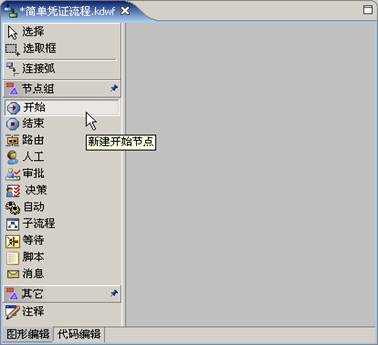 *简单凭证流程.kdwf
选择
选取框
连接弧
节点组
开始
结束
新建开始节点
路由
人工
审批
决策
自动
子流程
等待
脚本
消息
其它
注释
图形编辑 代码编辑